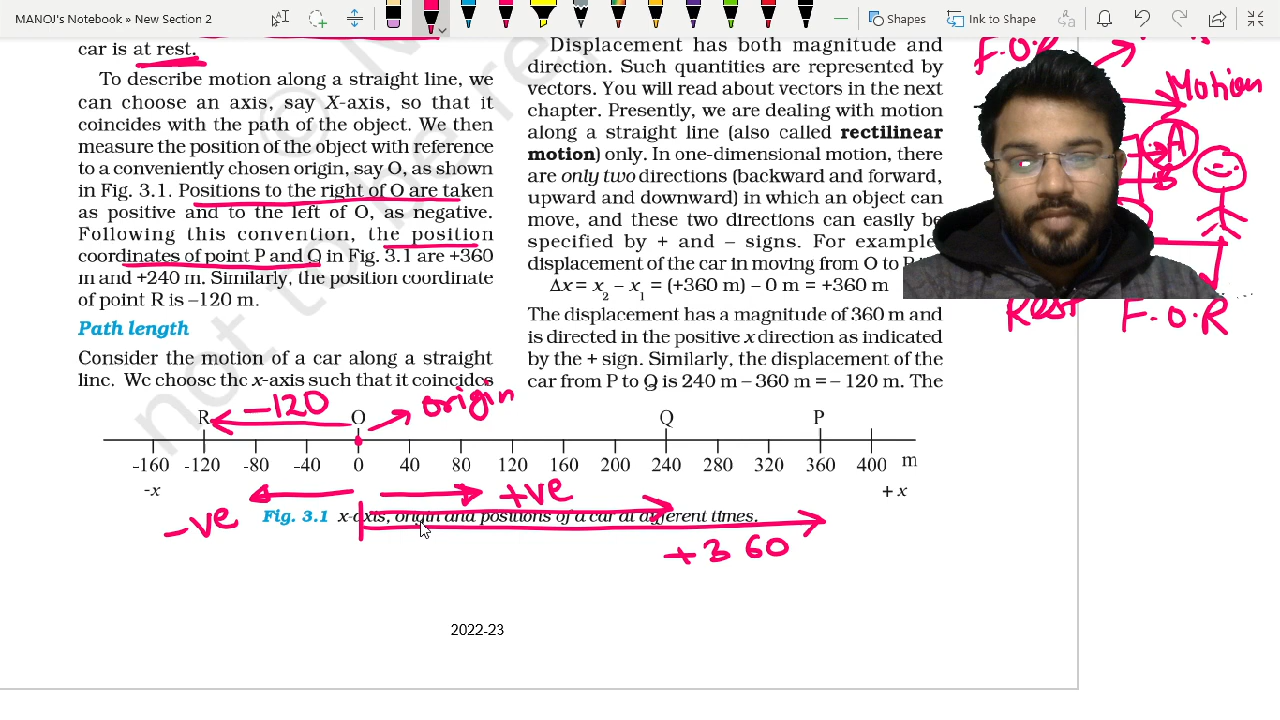 MANOJ's Notebook » New Section 2
Shapes
Ink to Shape
car is at rest.
To describe motion along a straight line, we
can choose an axis, say X-axis, so that it
coincides with the path of the object. We then
measure the position of the object with reference
to a conveniently chosen origin, say O, as shown
in Fig. 3.1. Positions to the right of O are taken
as positive and to the left of O, as negative.
Following this convention, the position
coordinates of point P and Q in Fig. 3.1 are +360
m and +240 m. Similarly, the position coordinate
of point R is –120 m.
Path length
Consider the motion of a car along a straight
line. We choose the x-axis such that it coincides
Displacement has both magnitude and
direction. Such quantities are represented by
vectors. You will read about vectors in the next
chapter. Presently, we are dealing with motion
along a straight line (also called rectilinear
motion) only. In one-dimensional motion, there
are only two directions (backward and forward,
upward and downward) in which an object can
move, and these two directions can easily be
specified by + and – signs. For example
displacement of the car in moving from O to P
Δx = x2 – x1 = (+360 m) – 0 m = +360 m
The displacement has a magnitude of 360 m and
is directed in the positive x direction as indicated
by the + sign. Similarly, the displacement of the
car from P to Q is 240 m – 360 m = – 120 m. The
F.O.R
Motion
A
B
Rest F.O.R
R –120 O origin Q P
-160 -120 -80 -40 0 40 80 120 160 200 240 280 320 360 400 m
-x + x
–ve +ve
Fig. 3.1 x-axis, origin and positions of a car at different times.
+360
2022-23
not to be re